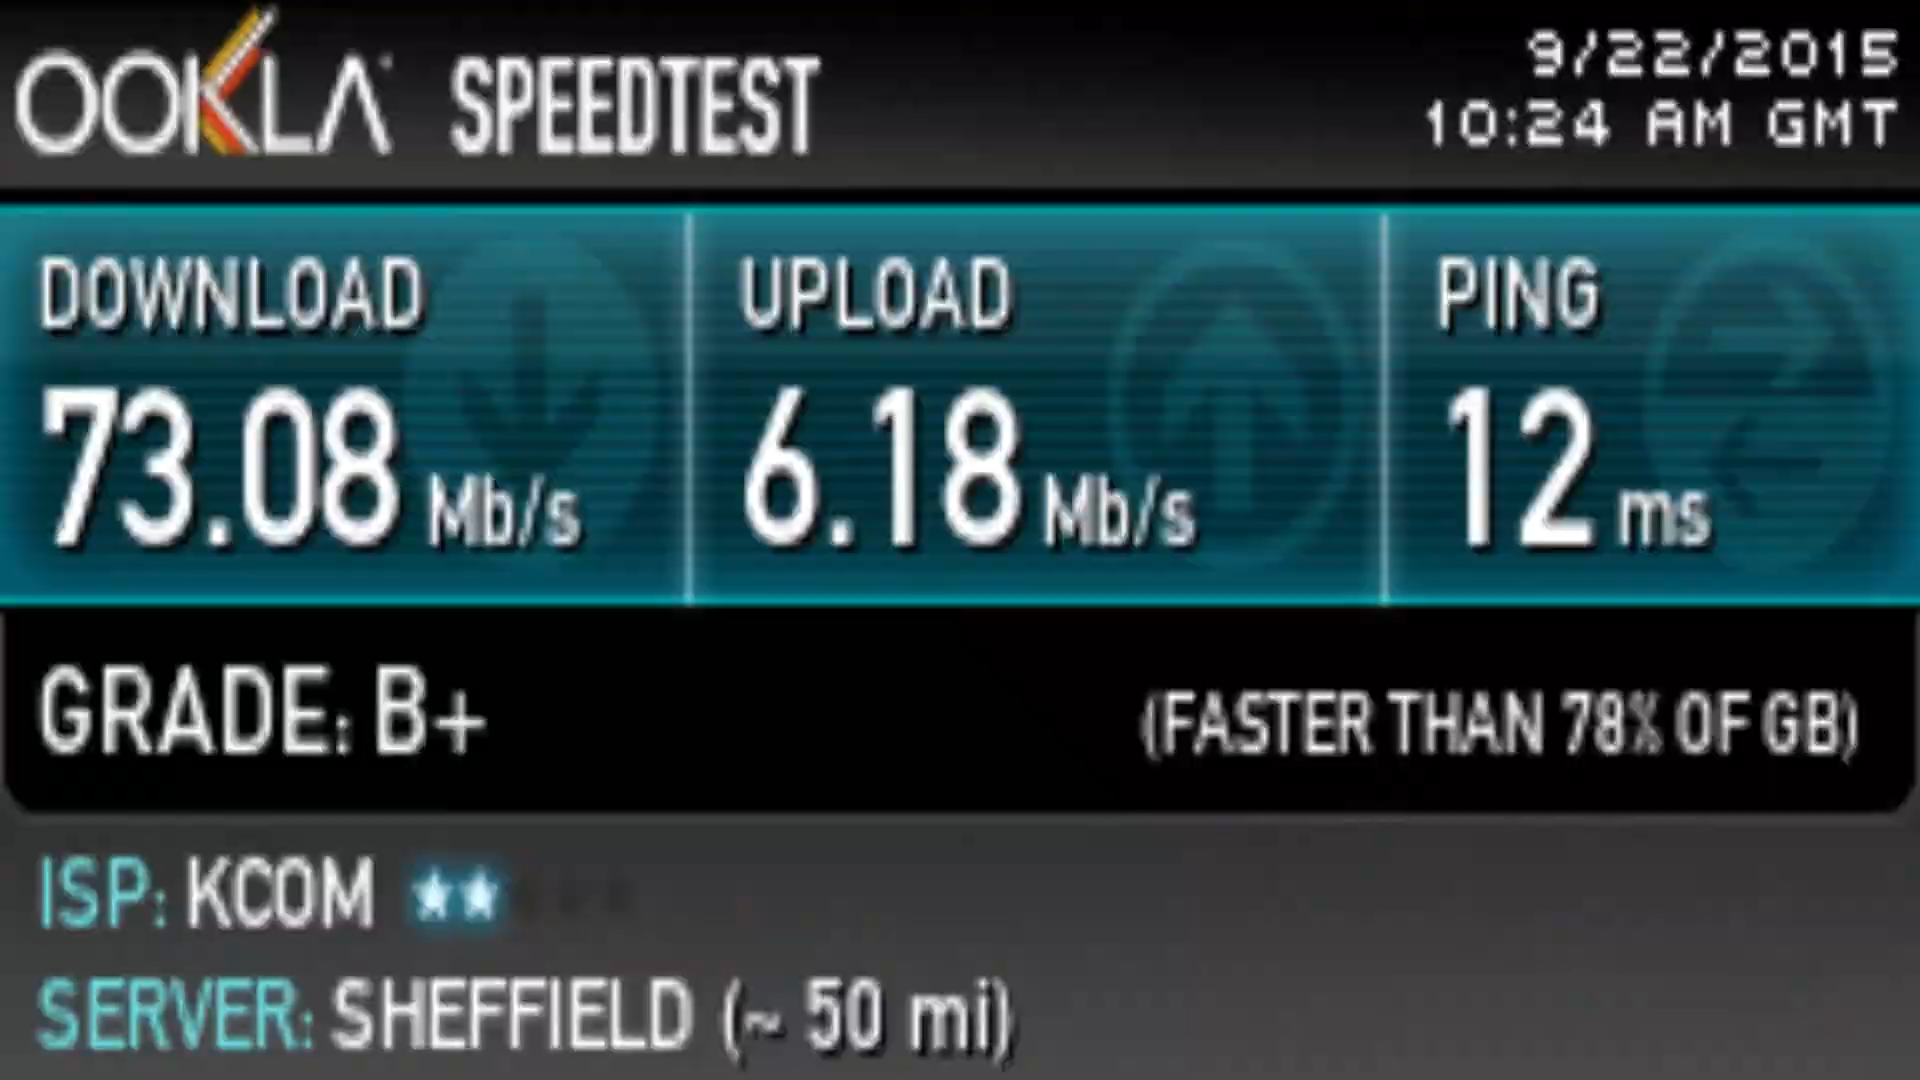 OOKLA SPEEDTEST
9/22/2015
10:24 AM GMT
DOWNLOAD
73.08 Mb/s
UPLOAD
6.18 Mb/s
PING
12 ms
GRADE: B+
(FASTER THAN 78% OF GB)
ISP: KCOM
SERVER: SHEFFIELD (~ 50 mi)